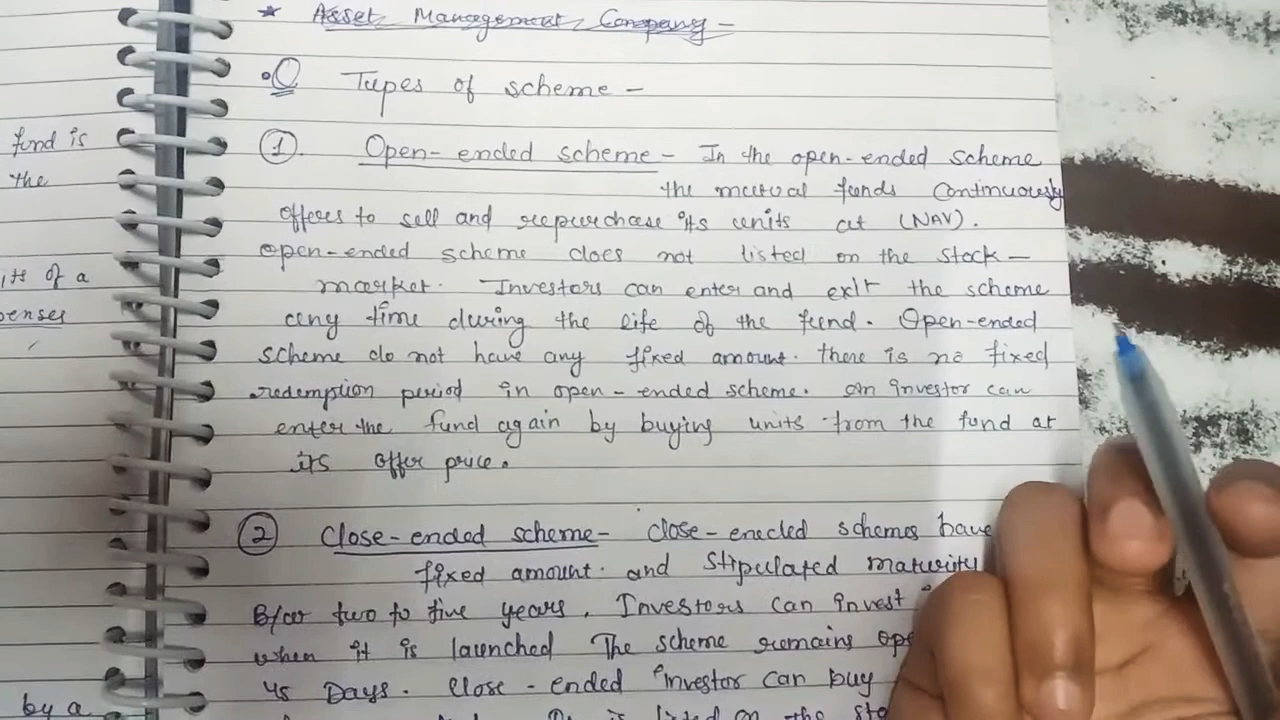 * Asset Management Company -
• Q Types of scheme -
① Open-ended scheme - In the open-ended scheme
the mutual funds continuously
offers to sell and repurchase its units at (NAV).
open-ended scheme does not listed on the stock -
market. Investors can enter and exit the scheme
any time during the life of the fund. Open-ended
scheme do not have any fixed amount. there is no fixed
redemption period in open-ended scheme. an investor can
enter the fund again by buying units from the fund at
its offer price.
② Close-ended scheme - close-ended schemes have
fixed amount. and stipulated maturity
B/w two to five years. Investors can invest
when it is launched The scheme remains
45 Days. Close-ended investor can buy
is listed on the
fund is
the
of a
by a